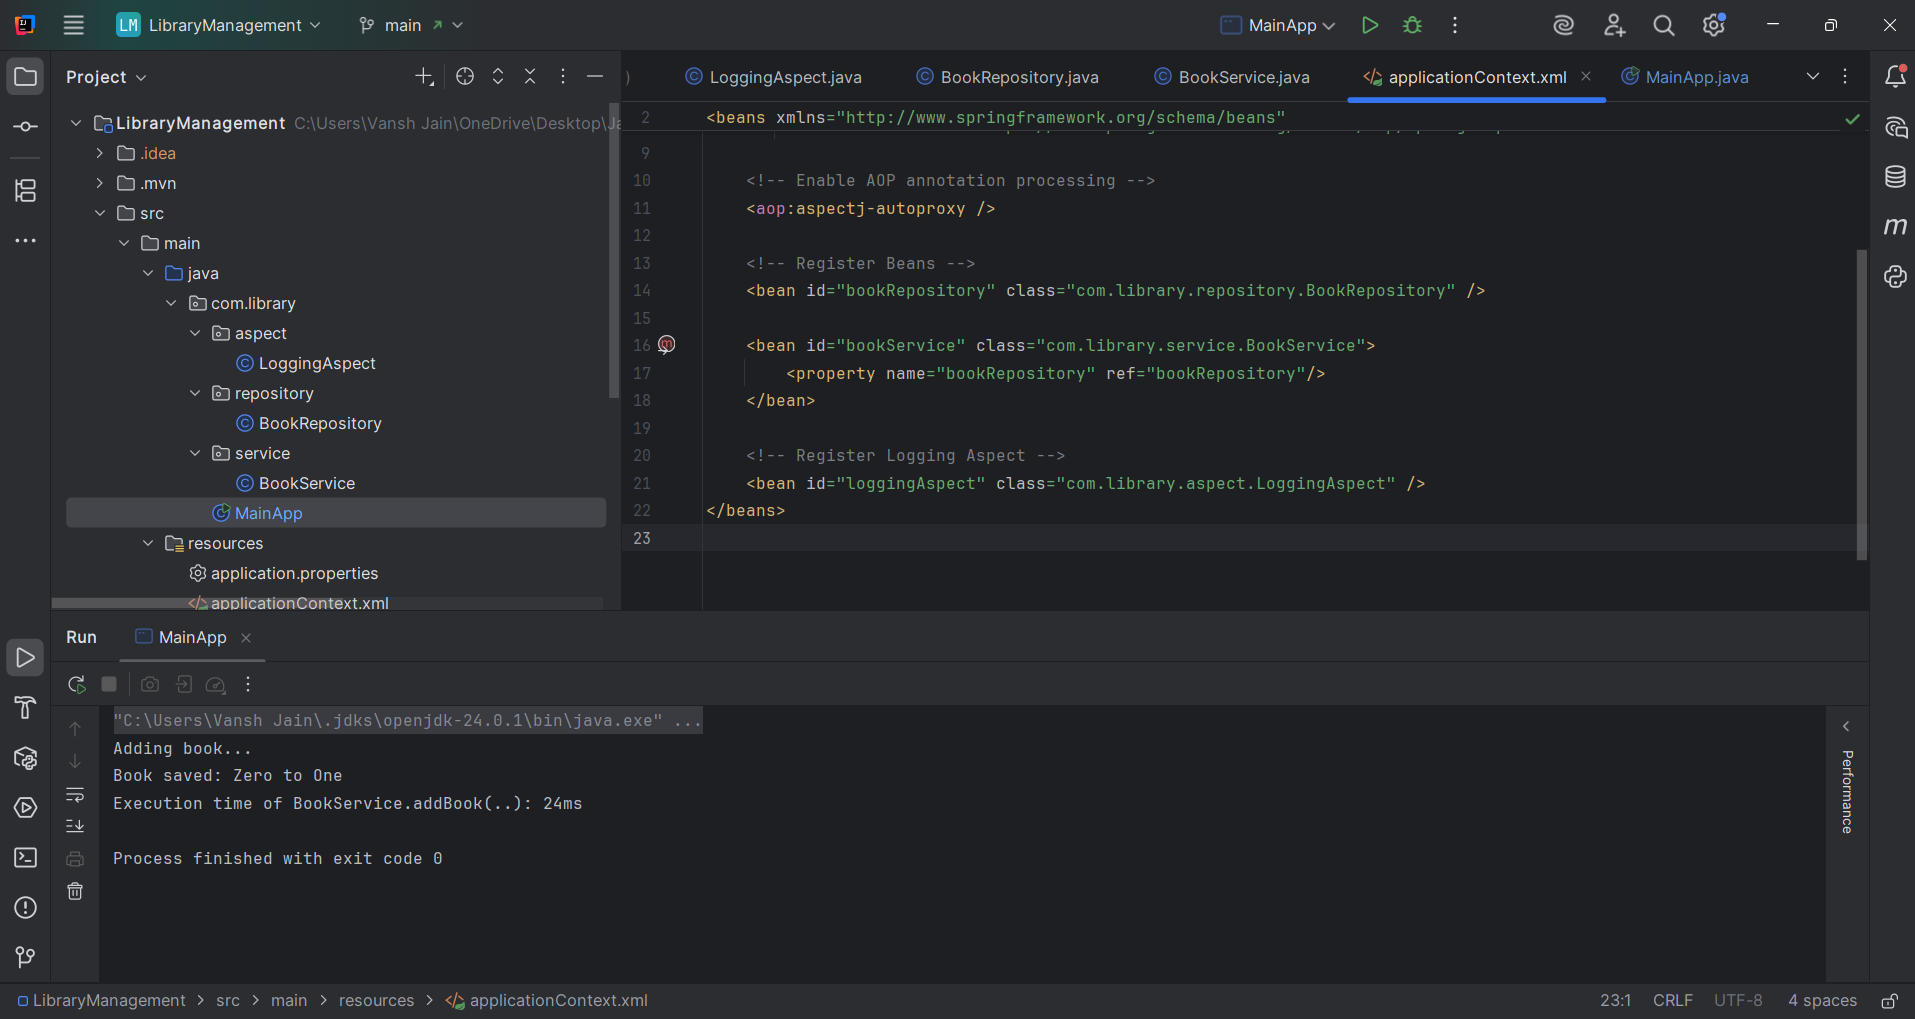 LM LibraryManagement main MainApp
Project
LoggingAspect.java BookRepository.java BookService.java applicationContext.xml MainApp.java
LibraryManagement C:\Users\Vansh Jain\OneDrive\Desktop\Ja
.idea
.mvn
src
main
java
com.library
aspect
LoggingAspect
repository
BookRepository
service
BookService
MainApp
resources
application.properties
applicationContext.xml
2 <beans xmlns="http://www.springframework.org/schema/beans"
9
10 <!-- Enable AOP annotation processing -->
11 <aop:aspectj-autoproxy />
12
13 <!-- Register Beans -->
14 <bean id="bookRepository" class="com.library.repository.BookRepository" />
15
16 <bean id="bookService" class="com.library.service.BookService">
17 <property name="bookRepository" ref="bookRepository"/>
18 </bean>
19
20 <!-- Register Logging Aspect -->
21 <bean id="loggingAspect" class="com.library.aspect.LoggingAspect" />
22 </beans>
23
Run MainApp
"C:\Users\Vansh Jain\.jdks\openjdk-24.0.1\bin\java.exe" ...
Adding book...
Book saved: Zero to One
Execution time of BookService.addBook(..): 24ms
Process finished with exit code 0
Performance
LibraryManagement > src > main > resources > applicationContext.xml 23:1 CRLF UTF-8 4 spaces